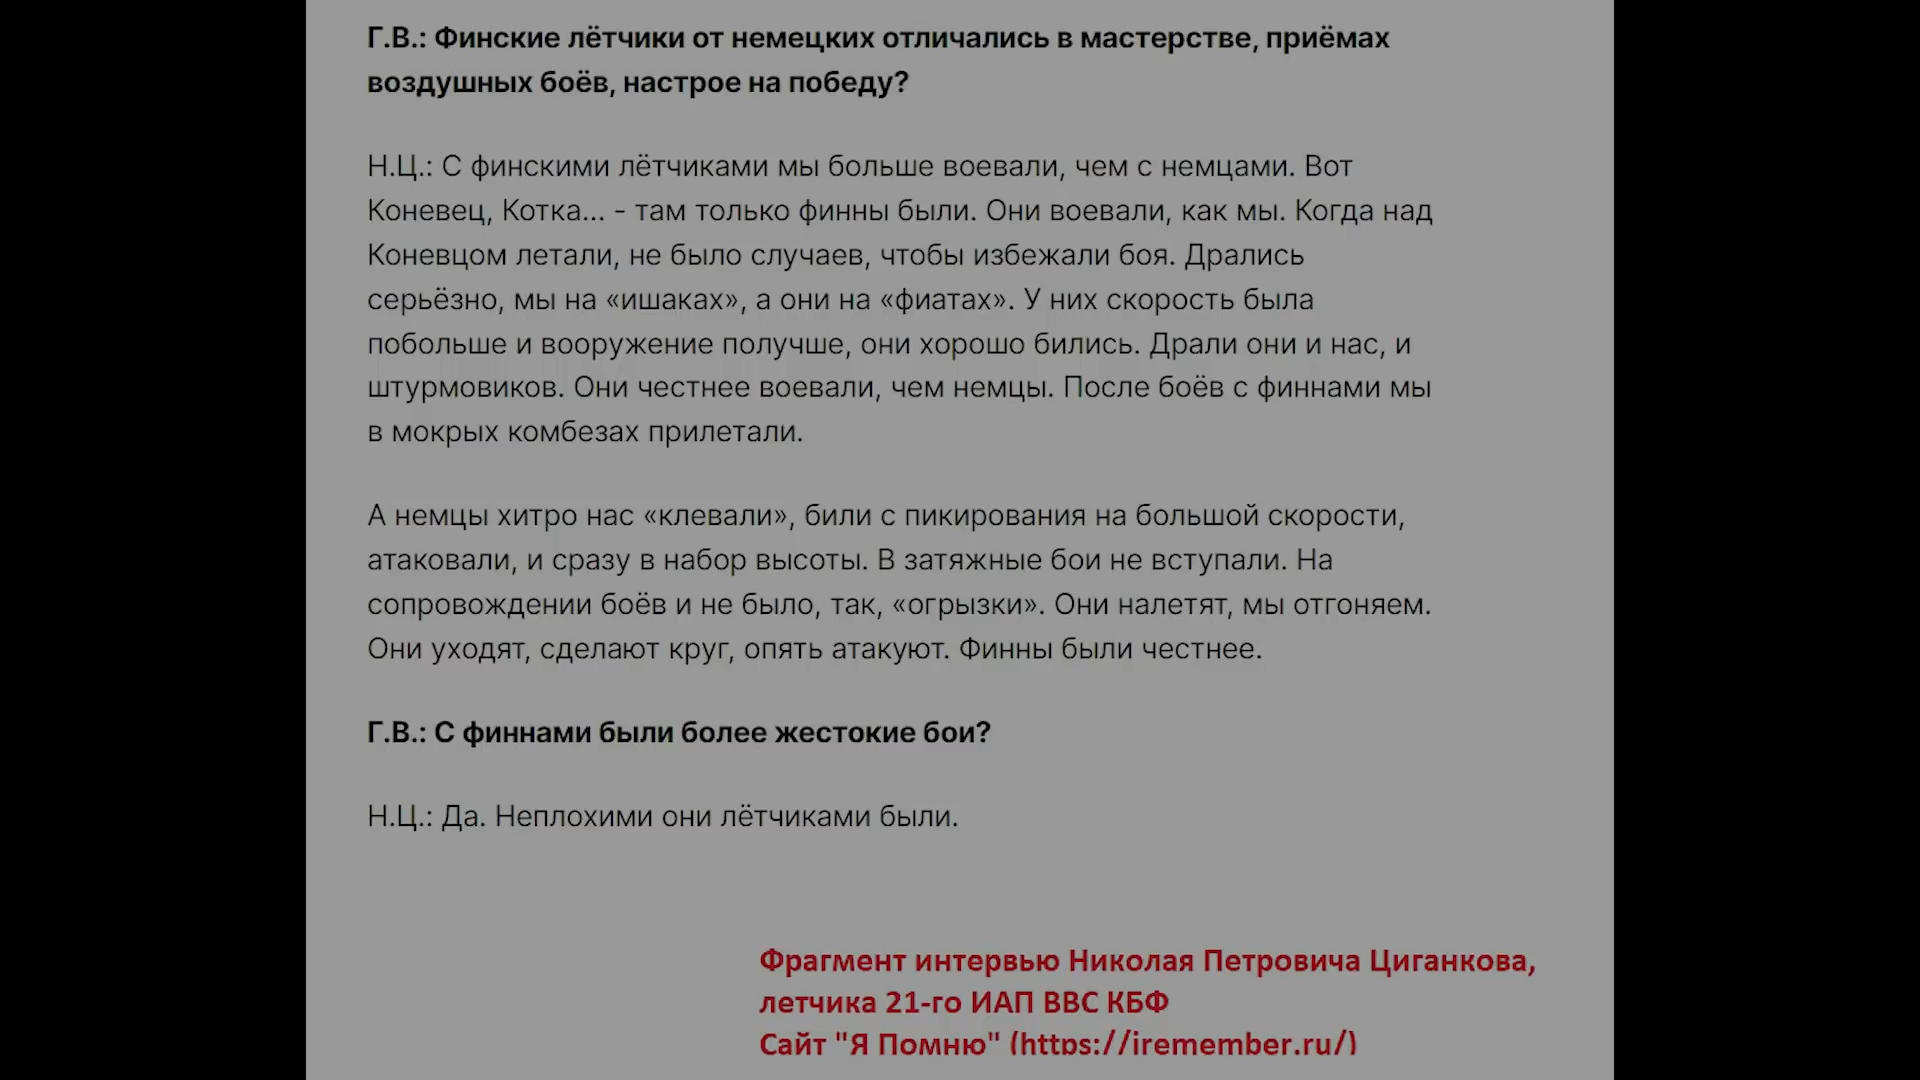 Г.В.: Финские лётчики от немецких отличались в мастерстве, приёмах
воздушных боёв, настрое на победу?
Н.Ц.: С финскими лётчиками мы больше воевали, чем с немцами. Вот
Коневец, Котка... - там только финны были. Они воевали, как мы. Когда над
Коневцом летали, не было случаев, чтобы избежали боя. Дрались
серьёзно, мы на «ишаках», а они на «фиатах». У них скорость была
побольше и вооружение получше, они хорошо бились. Драли они и нас, и
штурмовиков. Они честнее воевали, чем немцы. После боёв с финнами мы
в мокрых комбезах прилетали.
А немцы хитро нас «клевали», били с пикирования на большой скорости,
атаковали, и сразу в набор высоты. В затяжные бои не вступали. На
сопровождении боёв и не было, так, «огрызки». Они налетят, мы отгоняем.
Они уходят, сделают круг, опять атакуют. Финны были честнее.
Г.В.: С финнами были более жестокие бои?
Н.Ц.: Да. Неплохими они лётчиками были.
Фрагмент интервью Николая Петровича Циганкова,
летчика 21-го ИАП ВВС КБФ
Сайт "Я Помню" (https://iremember.ru/)